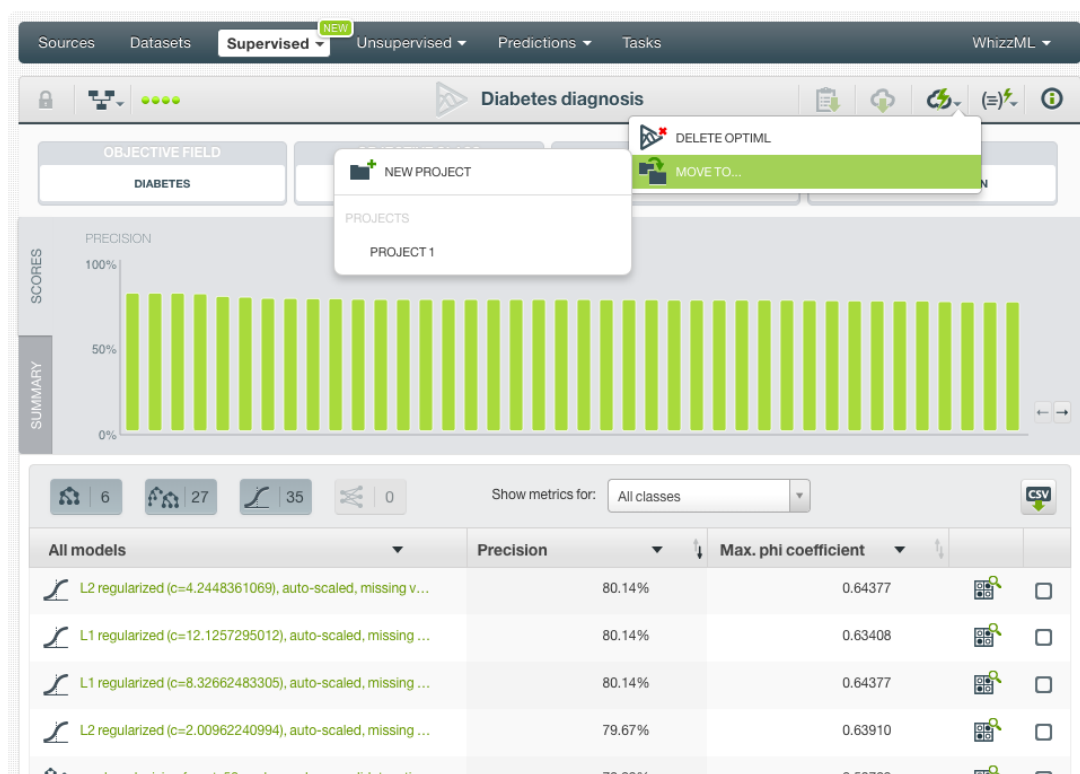 Sources Datasets Supervised NEW Unsupervised Predictions Tasks WhizzML
Diabetes diagnosis
DELETE OPTIML
MOVE TO...
NEW PROJECT
PROJECTS
PROJECT 1
OBJECTIVE FIELD
DIABETES
SCORES
SUMMARY
PRECISION
100%
50%
0%
6 27 35 0 Show metrics for: All classes CSV
All models Precision Max. phi coefficient
L2 regularized (c=4.2448361069), auto-scaled, missing v... 80.14% 0.64377
L1 regularized (c=12.1257295012), auto-scaled, missing ... 80.14% 0.63408
L1 regularized (c=8.32662483305), auto-scaled, missing ... 80.14% 0.64377
L2 regularized (c=2.00962240994), auto-scaled, missing ... 79.67% 0.63910